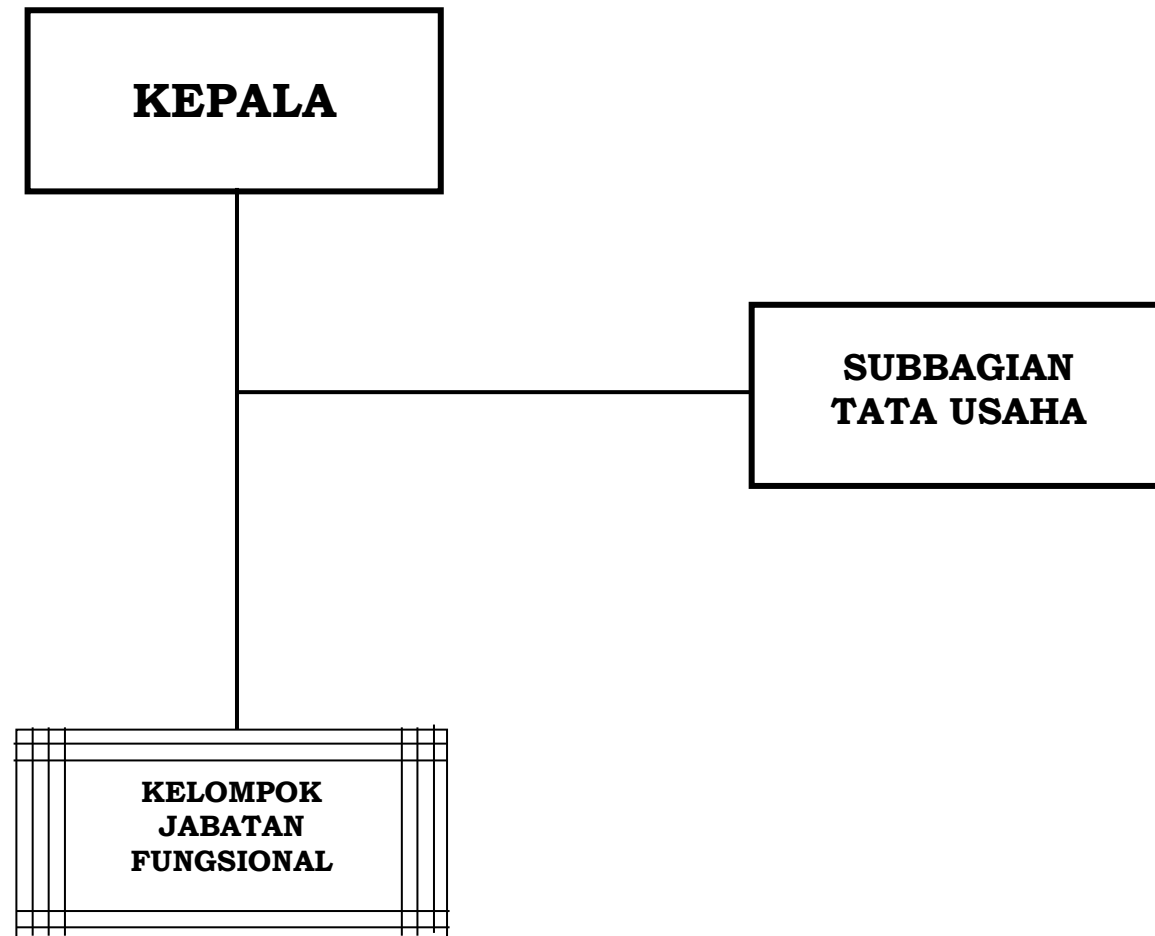 KEPALA
SUBBAGIAN
TATA USAHA
KELOMPOK
JABATAN
FUNGSIONAL